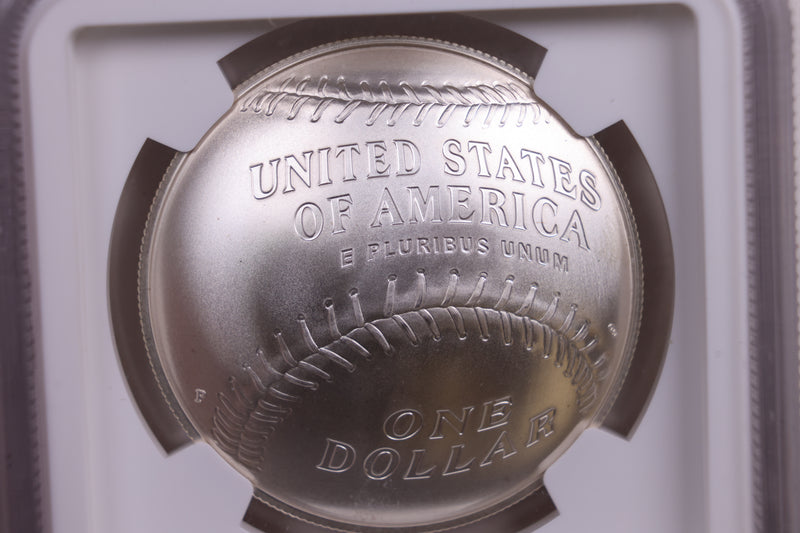 UNITED STATES
OF AMERICA
E PLURIBUS UNUM
P
ONE
DOLLAR